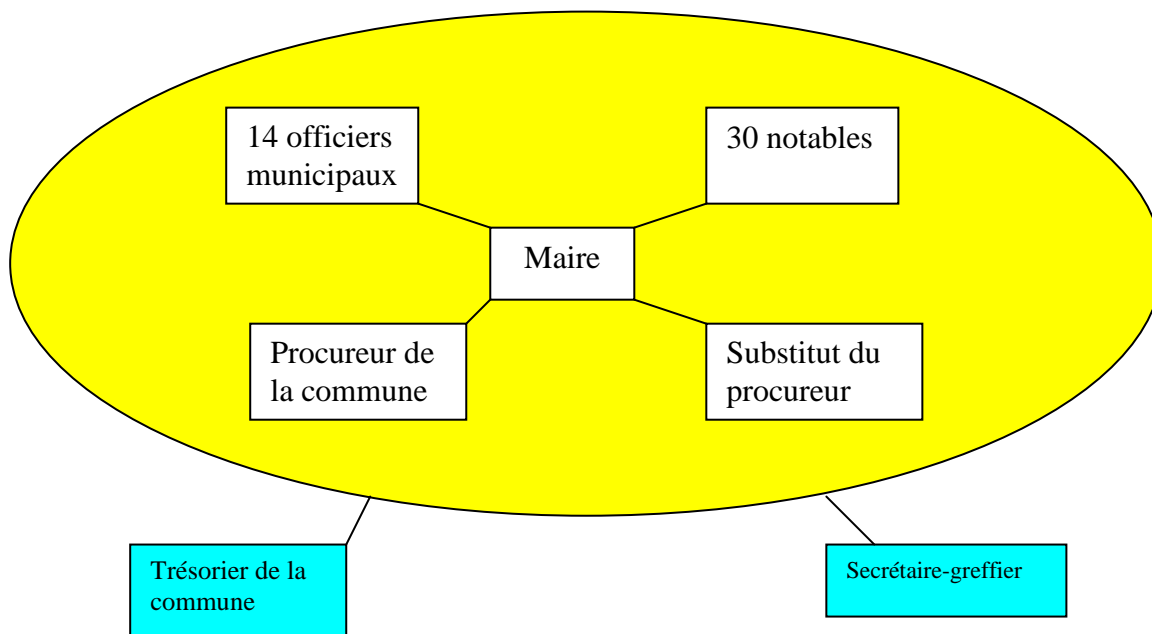 14 officiers
municipaux
30 notables
Maire
Procureur de
la commune
Substitut du
procureur
Trésorier de la
commune
Secrétaire-greffier